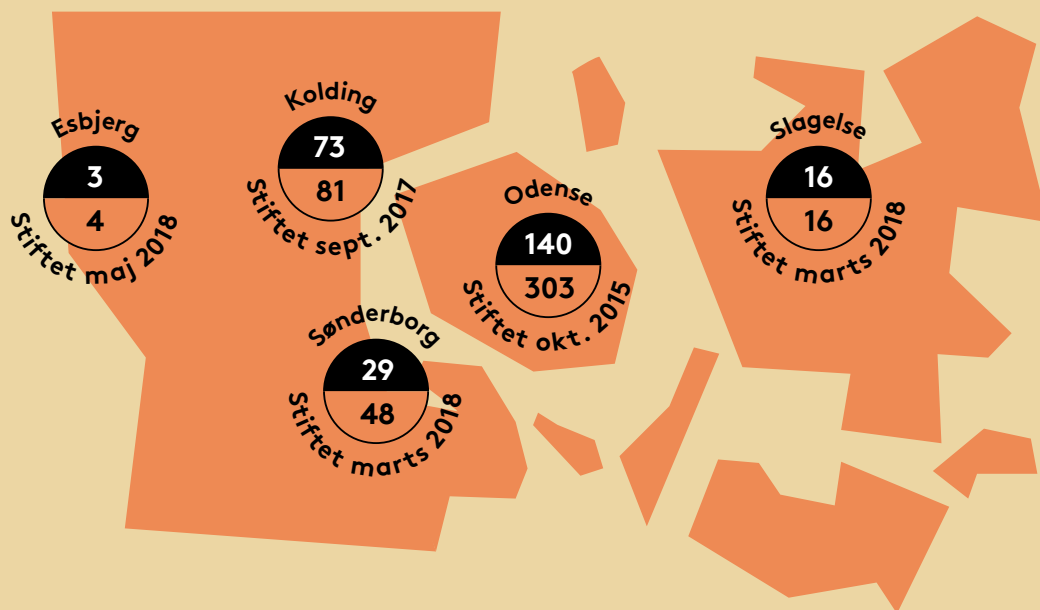 Esbjerg
3
4
Stiftet maj 2018
Kolding
73
81
Stiftet sept. 2017
Odense
140
303
Stiftet okt. 2015
Slagelse
16
16
Stiftet marts 2018
Sønderborg
29
48
Stiftet marts 2018